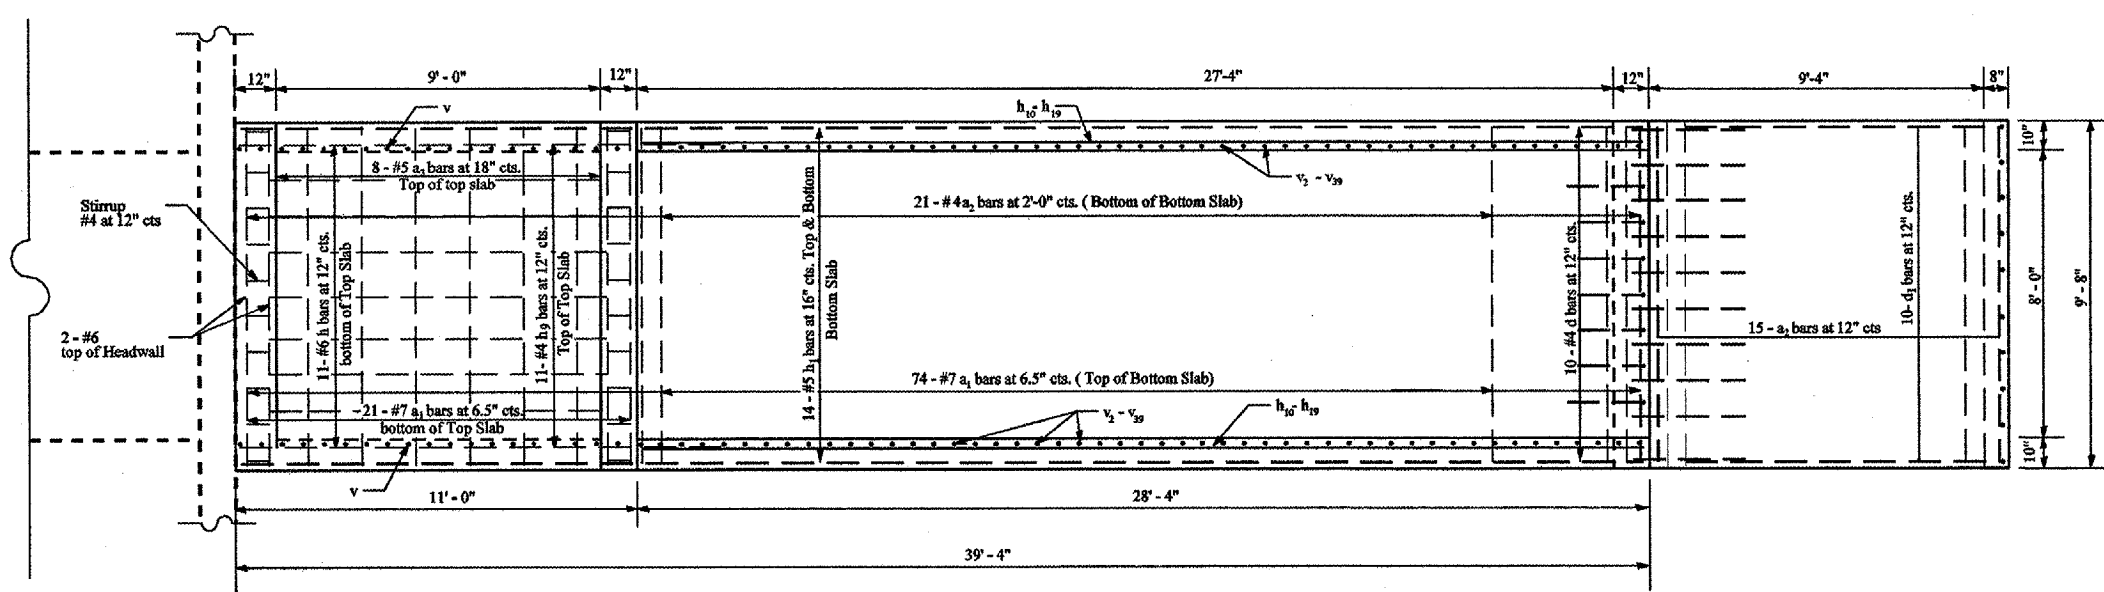 12"
9' - 0"
12"
27'-4"
12"
9'-4"
8"
v
h₁₀- h₁₉
8 - #5 a₃ bars at 18" cts.
Top of top slab
v₂ - v₃₉
10"
Stirrup
#4 at 12" cts
21 - #4a₂ bars at 2'-0" cts. ( Bottom of Bottom Slab)
11- #6 h bars at 12" cts.
bottom of Top Slab
11- #4 h₉ bars at 12" cts.
Top of Top Slab
14 - #5 h₁ bars at 16" cts. Top & Bottom
Bottom Slab
10 - #4 d bars at 12" cts.
10- d₁ bars at 12" cts.
8' - 0"
9' - 8"
2 - #6
top of Headwall
15 - a₂ bars at 12" cts
74 - #7 a₁ bars at 6.5" cts. ( Top of Bottom Slab)
21 - #7 a₁ bars at 6.5" cts.
bottom of Top Slab
v₂ - v₃₉
h₁₀- h₁₉
10"
v
11' - 0"
28' - 4"
39' - 4"